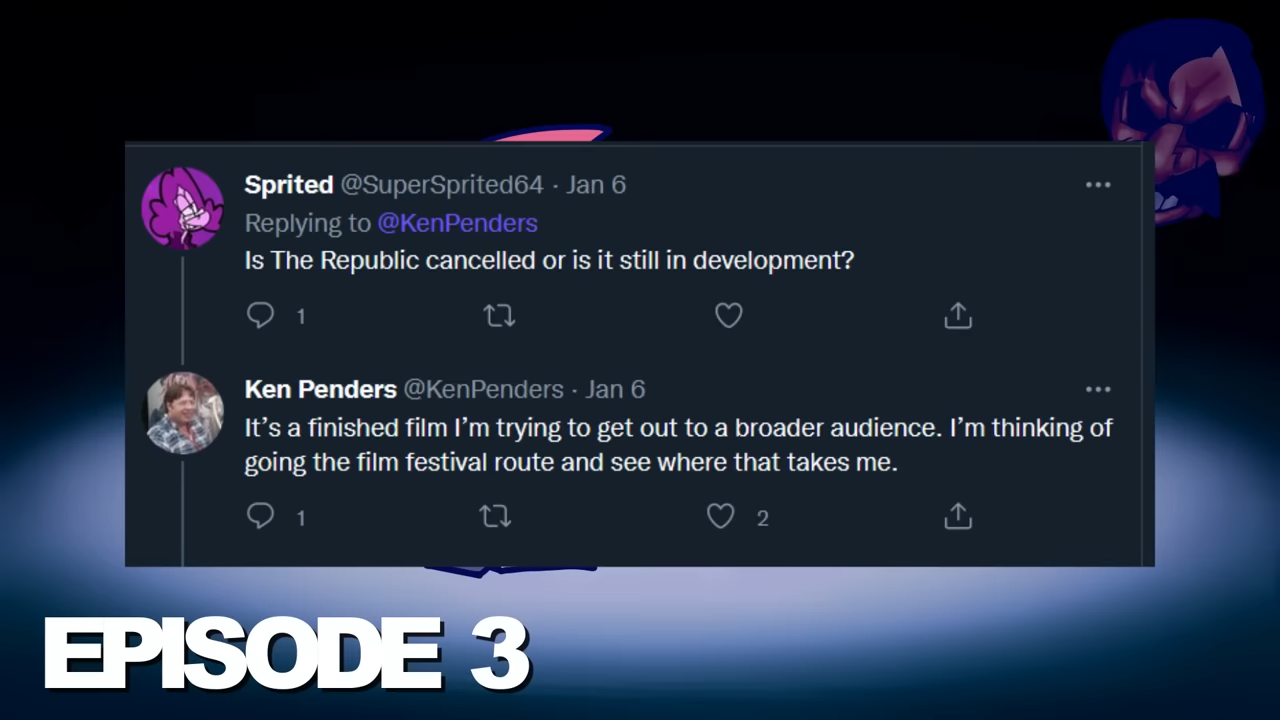 Sprited @SuperSprited64 · Jan 6
Replying to @KenPenders
Is The Republic cancelled or is it still in development?
1
Ken Penders @KenPenders · Jan 6
It’s a finished film I’m trying to get out to a broader audience. I’m thinking of
going the film festival route and see where that takes me.
1 2
EPISODE 3